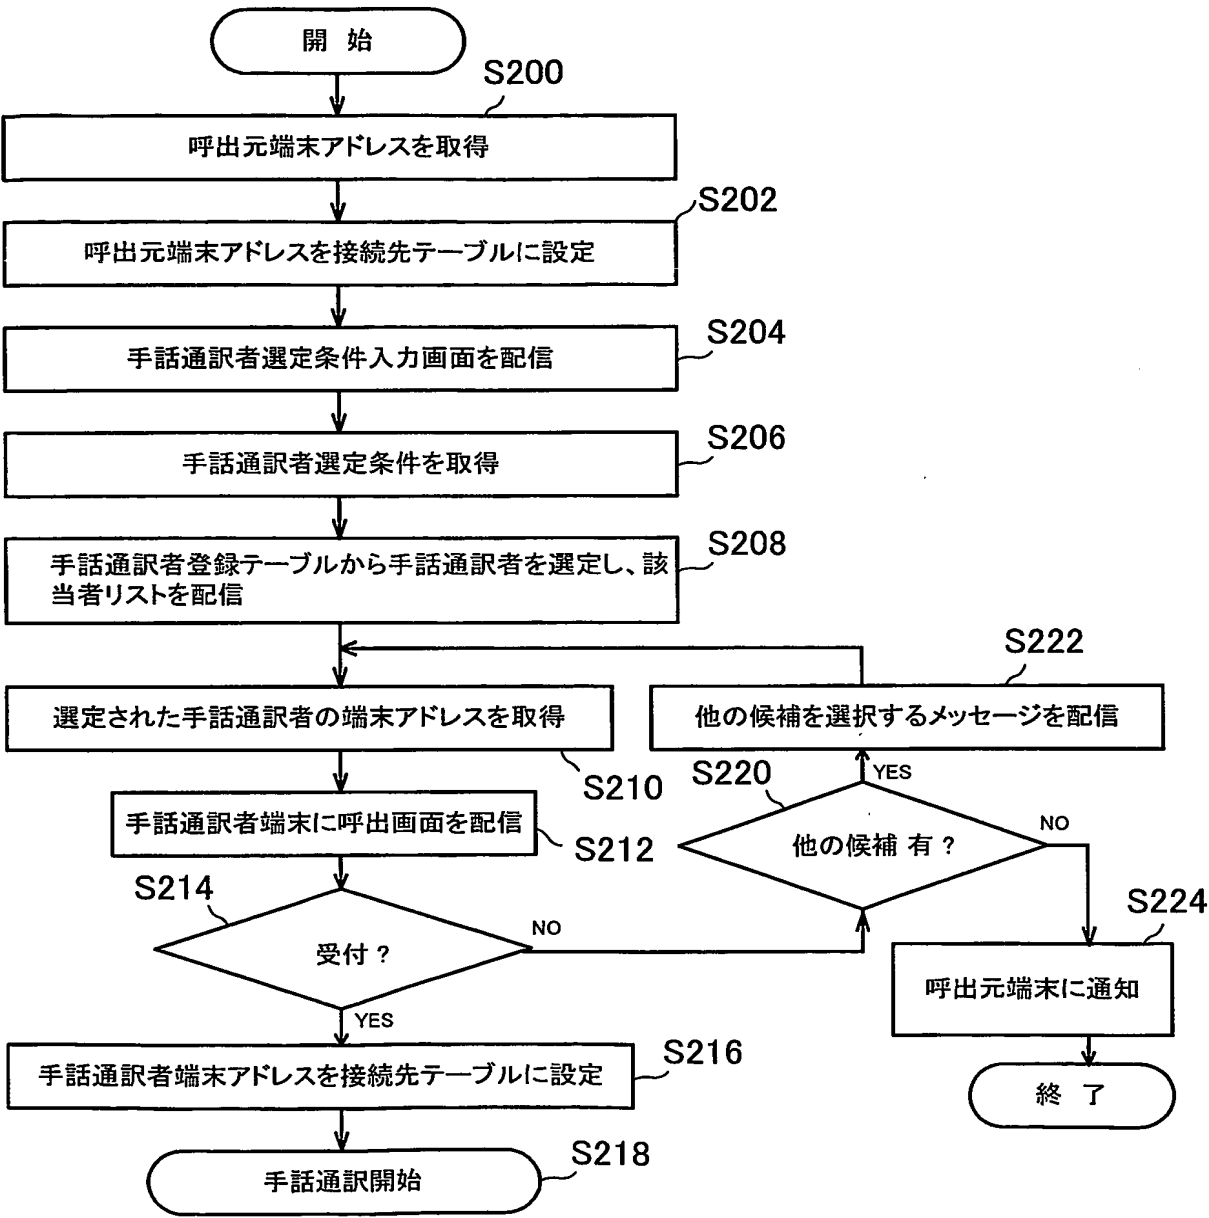 開 始
S200
呼出元端末アドレスを取得
S202
呼出元端末アドレスを接続先テーブルに設定
S204
手話通訳者選定条件入力画面を配信
S206
手話通訳者選定条件を取得
S208
手話通訳者登録テーブルから手話通訳者を選定し、該
当者リストを配信
S222
選定された手話通訳者の端末アドレスを取得
他の候補を選択するメッセージを配信
S210
S220
YES
手話通訳者端末に呼出画面を配信
S212
他の候補 有 ?
NO
S214
受付 ?
NO
S224
呼出元端末に通知
YES
S216
手話通訳者端末アドレスを接続先テーブルに設定
終 了
S218
手話通訳開始